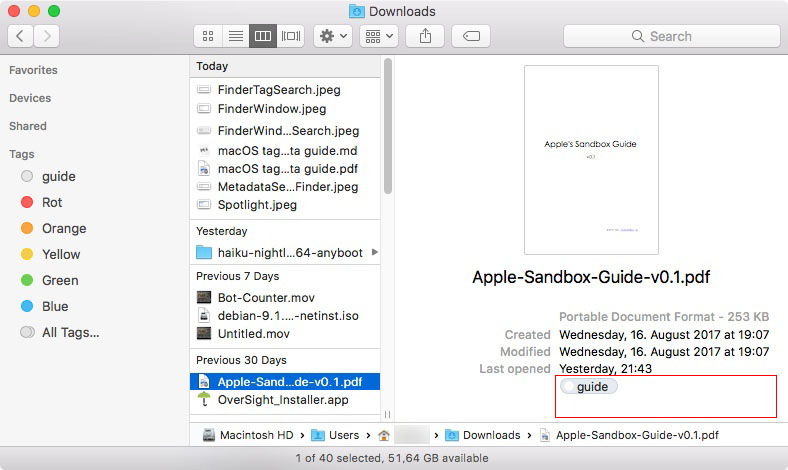 Downloads
Search
Favorites
Devices
Shared
Tags
guide
Rot
Orange
Yellow
Green
Blue
All Tags...
Today
FinderTagSearch.jpeg
FinderWindow.jpeg
FinderWind...Search.jpeg
macOS tag...ta guide.md
macOS tag...ta guide.pdf
MetadataSe...Finder.jpeg
Spotlight.jpeg
Yesterday
haiku-nightl...64-anyboot
Previous 7 Days
Bot-Counter.mov
debian-9.1....-netinst.iso
Untitled.mov
Previous 30 Days
Apple-Sand...de-v0.1.pdf
OverSight_Installer.app
Apple's Sandbox Guide
v0.1
Apple-Sandbox-Guide-v0.1.pdf
Portable Document Format - 253 KB
Created Wednesday, 16. August 2017 at 19:07
Modified Wednesday, 16. August 2017 at 19:07
Last opened Yesterday, 21:43
guide
Macintosh HD Users Downloads Apple-Sandbox-Guide-v0.1.pdf
1 of 40 selected, 51,64 GB available